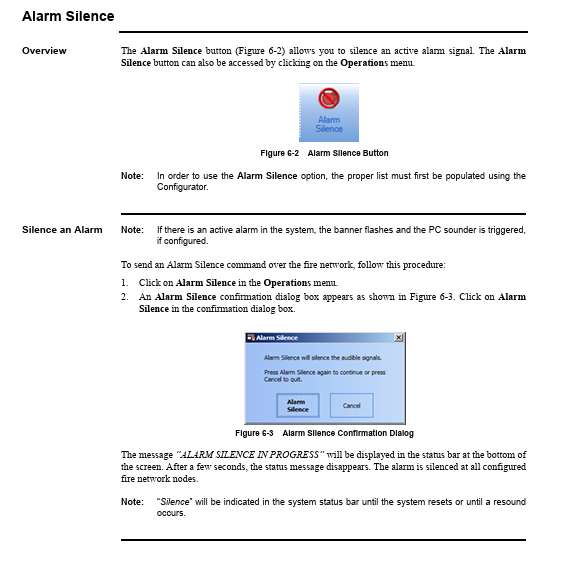 Alarm Silence
Overview
The Alarm Silence button (Figure 6-2) allows you to silence an active alarm signal. The Alarm
Silence button can also be accessed by clicking on the Operations menu.
Alarm
Silence
Figure 6-2 Alarm Silence Button
Note: In order to use the Alarm Silence option, the proper list must first be populated using the
Configurator.
Silence an Alarm
Note: If there is an active alarm in the system, the banner flashes and the PC sounder is triggered,
if configured.
To send an Alarm Silence command over the fire network, follow this procedure:
1. Click on Alarm Silence in the Operations menu.
2. An Alarm Silence confirmation dialog box appears as shown in Figure 6-3. Click on Alarm
Silence in the confirmation dialog box.
Alarm Silence
Alarm Silence will silence the audible signals.
Press Alarm Silence again to continue or press
Cancel to quit.
Alarm
Silence
Cancel
Figure 6-3 Alarm Silence Confirmation Dialog
The message "ALARM SILENCE IN PROGRESS" will be displayed in the status bar at the bottom of
the screen. After a few seconds, the status message disappears. The alarm is silenced at all configured
fire network nodes.
Note: "Silence" will be indicated in the system status bar until the system resets or until a resound
occurs.